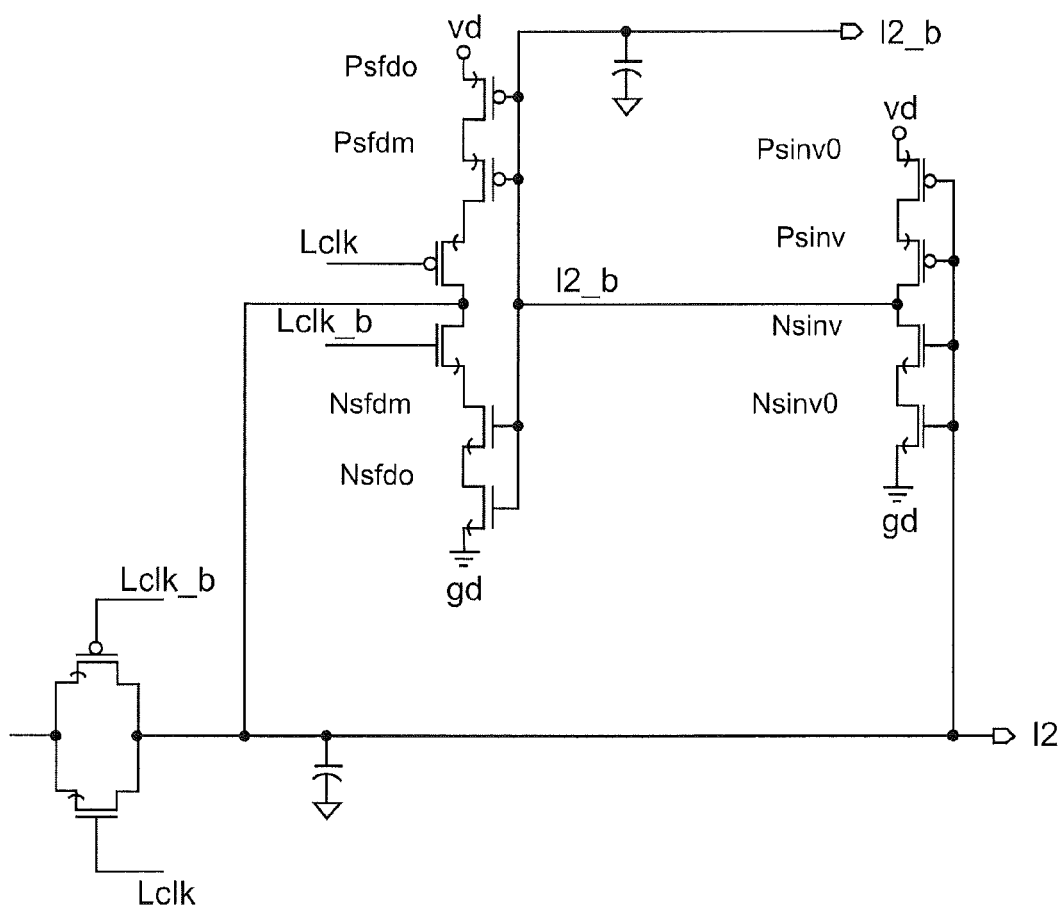 vd
l2_b
Psfdo
vd
Psfdm
Psinv0
Lclk
Psinv
l2_b
Lclk_b
Nsinv
Nsfdm
Nsinv0
Nsfdo
gd
gd
Lclk_b
l2
Lclk